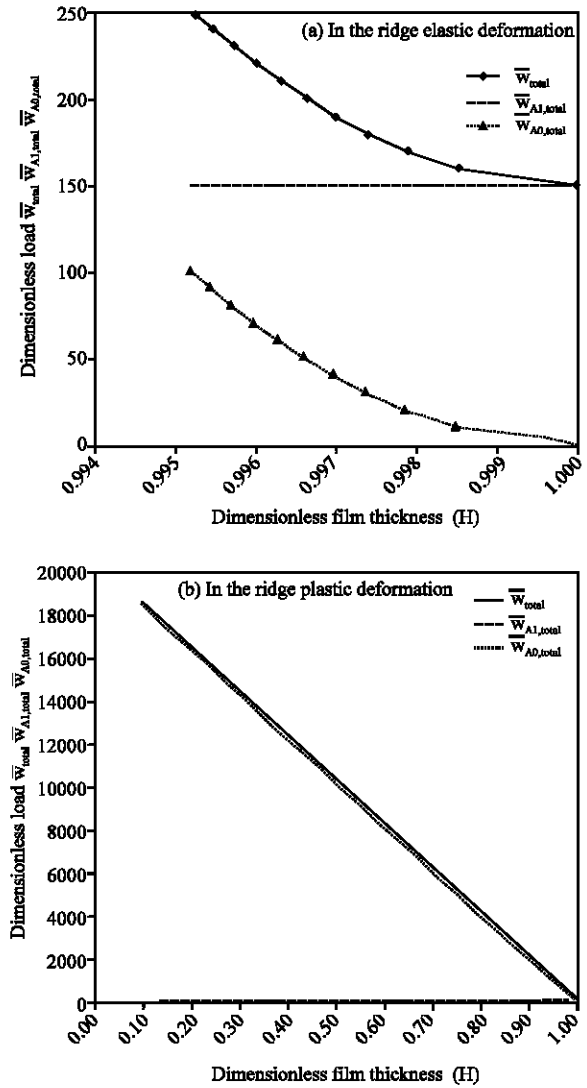 (a) In the ridge elastic deformation
W̅total
W̅A1,total
W̅A0,total
Dimensionless load W̅total W̅A1,total W̅A0,total
250
200
150
100
50
0
0.994
0.995
0.996
0.997
0.998
0.999
1.000
Dimensionless film thickness (H)
(b) In the ridge plastic deformation
W̅total
W̅A1,total
W̅A0,total
Dimensionless load W̅total W̅A1,total W̅A0,total
20000
18000
16000
14000
12000
10000
8000
6000
4000
2000
0
0.00
0.10
0.20
0.30
0.40
0.50
0.60
0.70
0.80
0.90
1.00
Dimensionless film thickness (H)